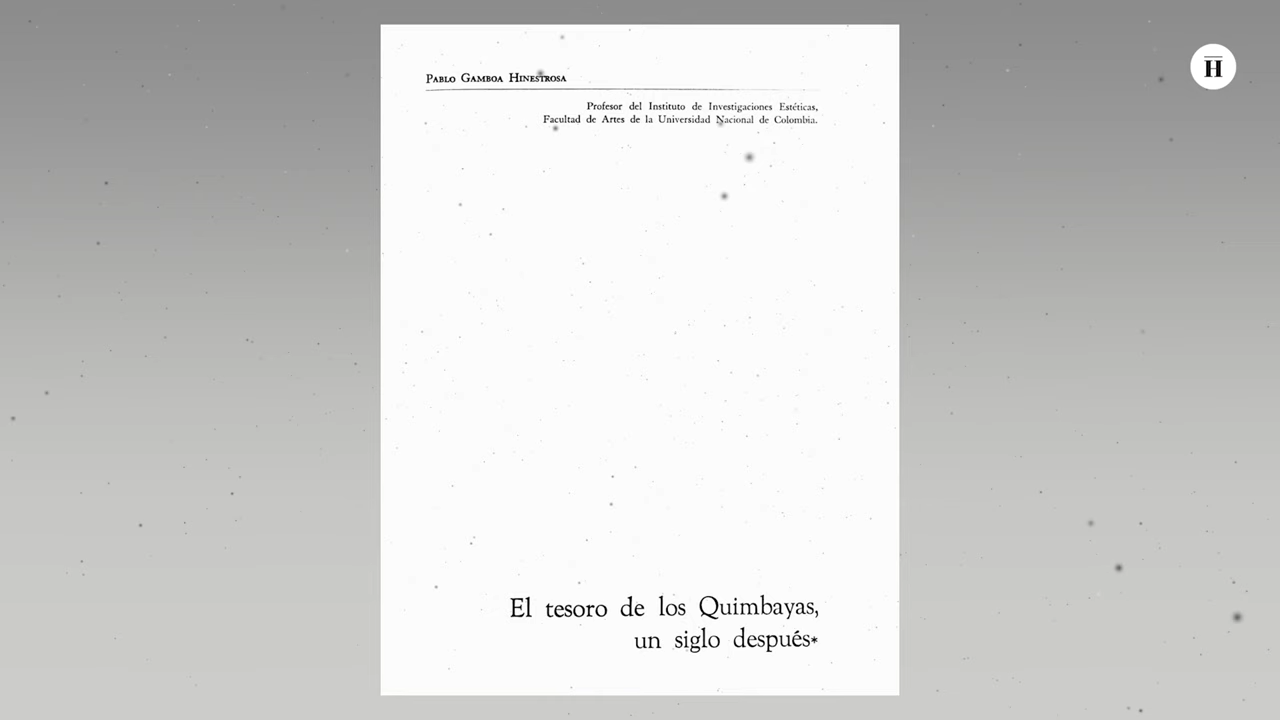 H
PABLO GAMBOA HINESTROSA
Profesor del Instituto de Investigaciones Estéticas,
Facultad de Artes de la Universidad Nacional de Colombia.
El tesoro de los Quimbayas,
un siglo después*